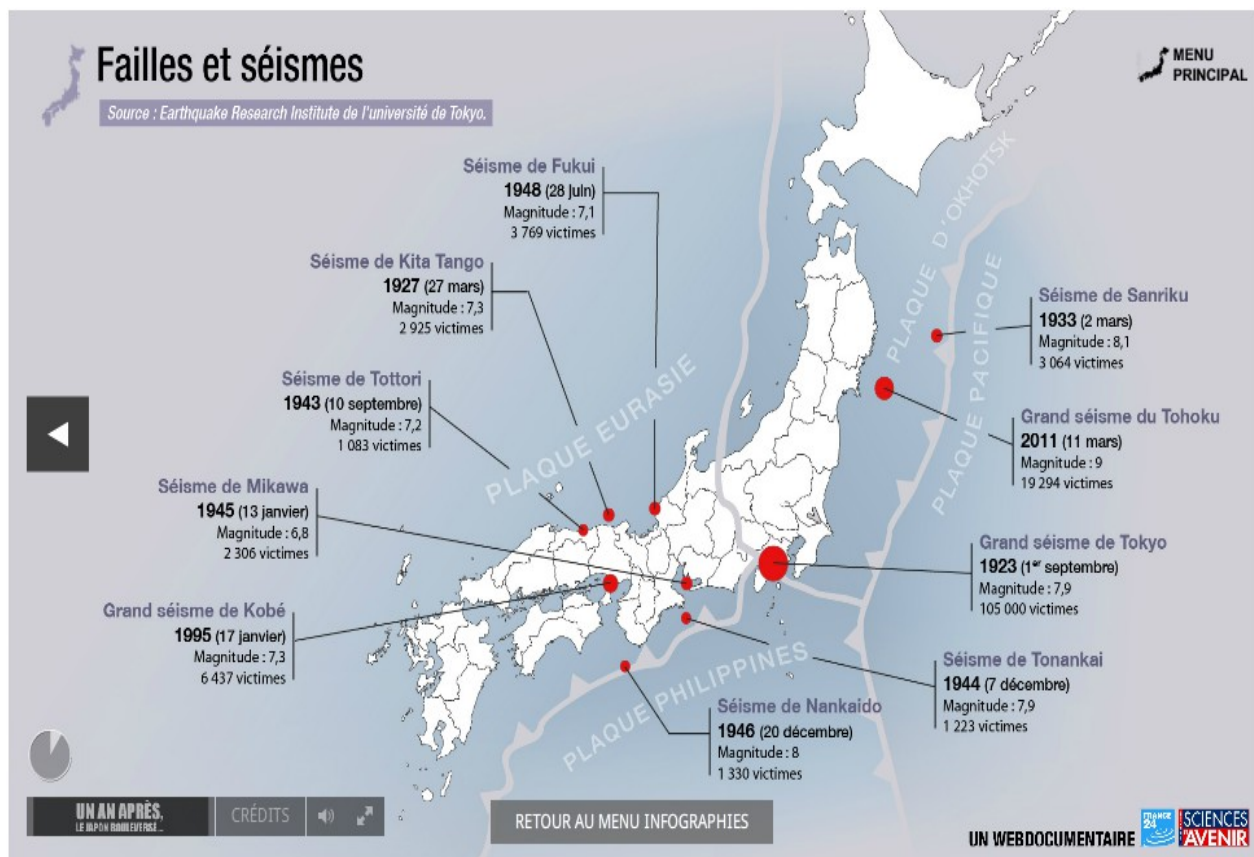 Failles et séismes
Source : Earthquake Research Institute de l'université de Tokyo.
MENU
PRINCIPAL
Séisme de Fukui
1948 (28 juin)
Magnitude : 7,1
3 769 victimes
Séisme de Kita Tango
1927 (27 mars)
Magnitude : 7,3
2 925 victimes
Séisme de Tottori
1943 (10 septembre)
Magnitude : 7,2
1 083 victimes
Séisme de Mikawa
1945 (13 janvier)
Magnitude : 6,8
2 306 victimes
Grand séisme de Kobé
1995 (17 janvier)
Magnitude : 7,3
6 437 victimes
PLAQUE EURASIE
PLAQUE D'OKHOTSK
PLAQUE PACIFIQUE
PLAQUE PHILIPPINES
Séisme de Sanriku
1933 (2 mars)
Magnitude : 8,1
3 064 victimes
Grand séisme du Tohoku
2011 (11 mars)
Magnitude : 9
19 294 victimes
Grand séisme de Tokyo
1923 (1er septembre)
Magnitude : 7,9
105 000 victimes
Séisme de Tonankai
1944 (7 décembre)
Magnitude : 7,9
1 223 victimes
Séisme de Nankaido
1946 (20 décembre)
Magnitude : 8
1 330 victimes
UN AN APRÈS,
LE JAPON BOULEVERSÉ...
CRÉDITS
RETOUR AU MENU INFOGRAPHIES
UN WEBDOCUMENTAIRE
FRANCE
24
SCIENCES
ET AVENIR